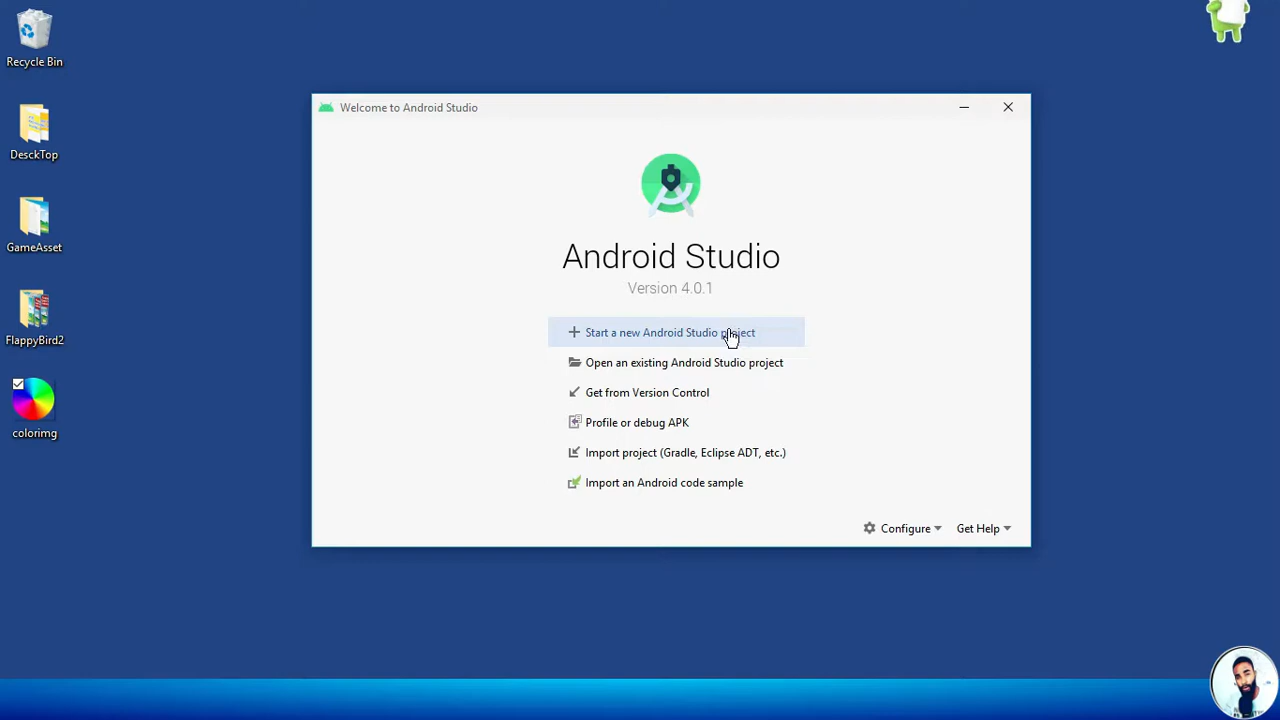 Recycle Bin
DesckTop
GameAsset
FlappyBird2
colorimg
Welcome to Android Studio
Android Studio
Version 4.0.1
Start a new Android Studio project
Open an existing Android Studio project
Get from Version Control
Profile or debug APK
Import project (Gradle, Eclipse ADT, etc.)
Import an Android code sample
Configure
Get Help